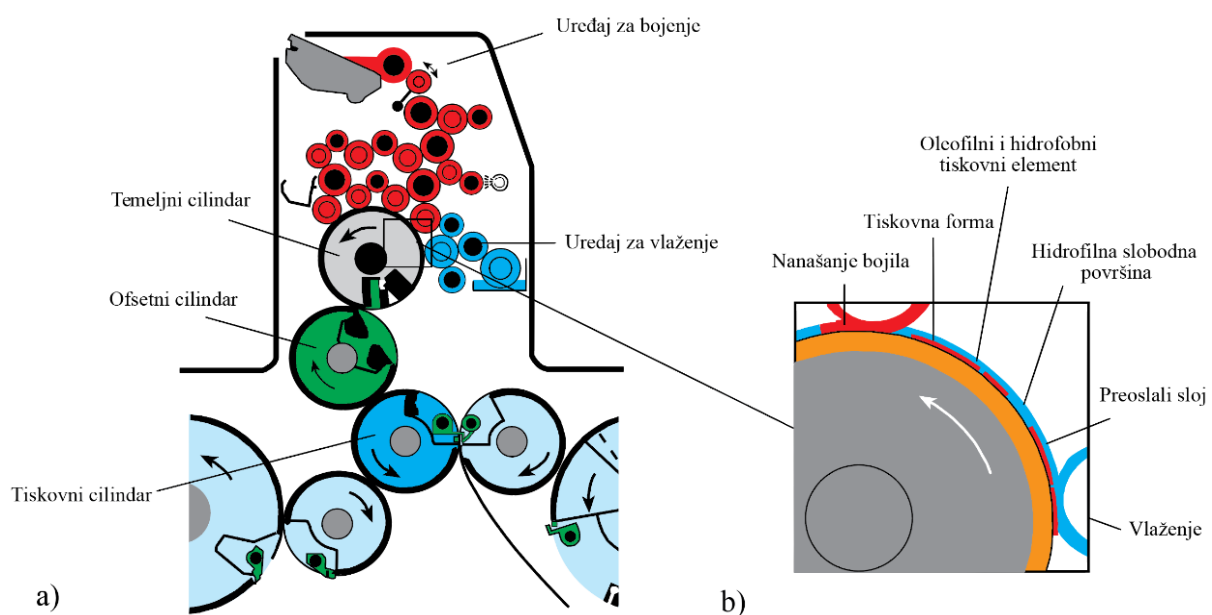 Uređaj za bojenje
Temeljni cilindar
Uređaj za vlaženje
Ofsetni cilindar
Tiskovni cilindar
a)
Oleofilni i hidrofobni
tiskovni element
Tiskovna forma
Hidrofilna slobodna
površina
Nanašanje bojila
Preoslali sloj
Vlaženje
b)